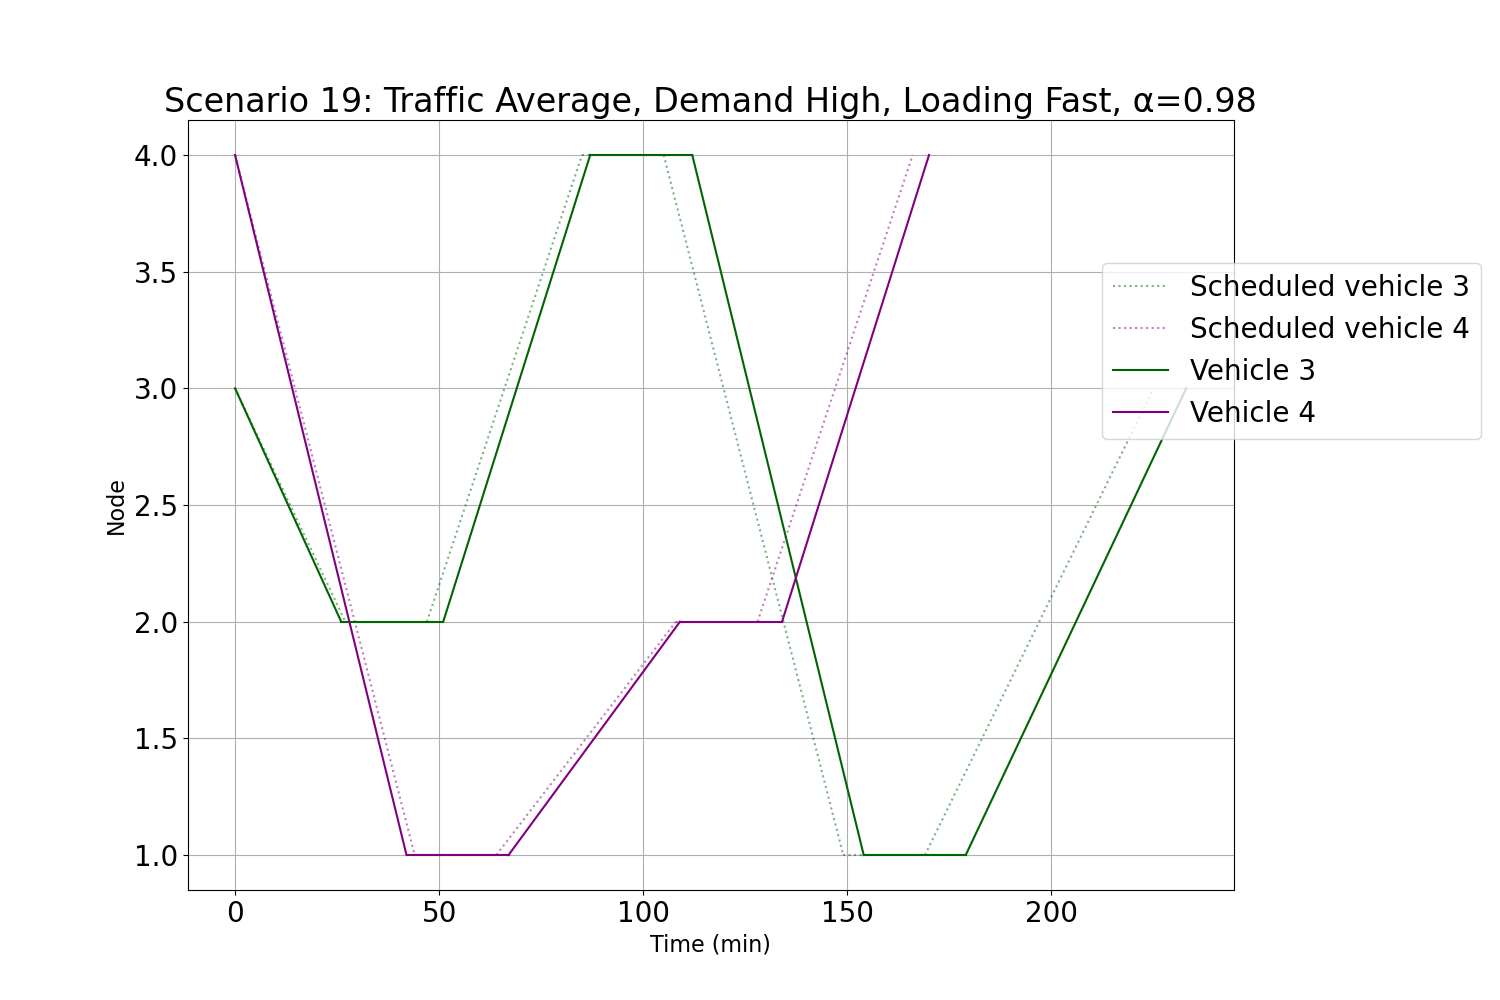 Scenario 19: Traffic Average, Demand High, Loading Fast, α=0.98
4.0
3.5
3.0
2.5
2.0
1.5
1.0
Node
0 50 100 150 200
Time (min)
Scheduled vehicle 3
Scheduled vehicle 4
Vehicle 3
Vehicle 4